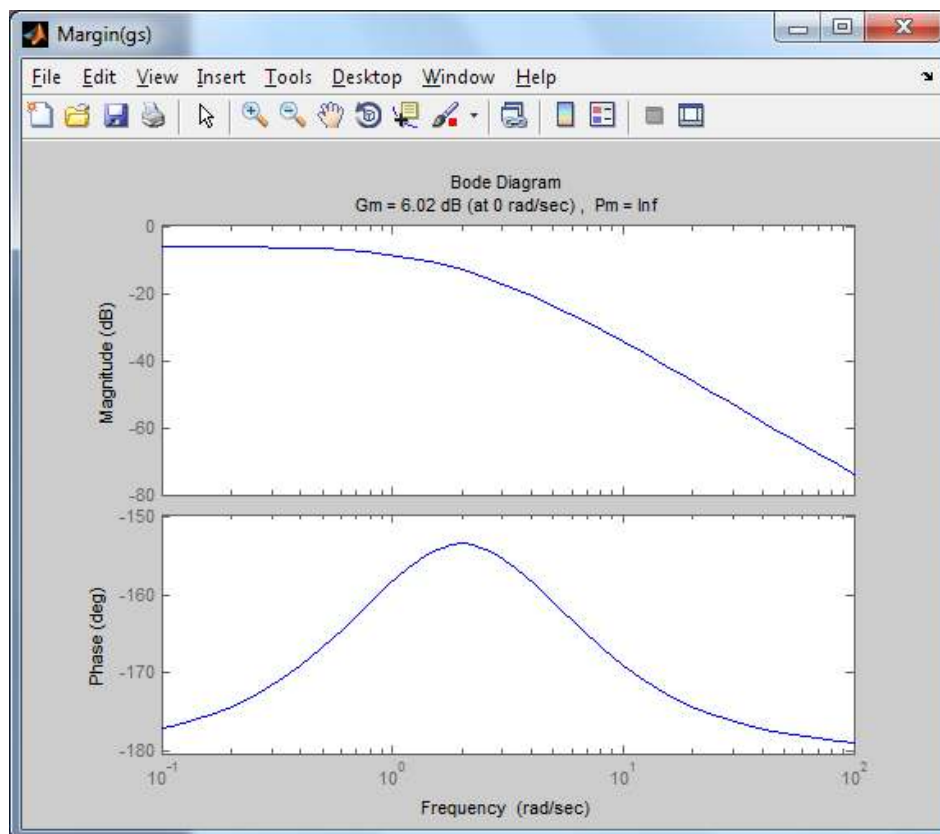 Margin(gs)
File Edit View Insert Tools Desktop Window Help
Bode Diagram
Gm = 6.02 dB (at 0 rad/sec) , Pm = Inf
Magnitude (dB)
0
-20
-40
-60
-80
Phase (deg)
-150
-160
-170
-180
10^-1 10^0 10^1 10^2
Frequency (rad/sec)